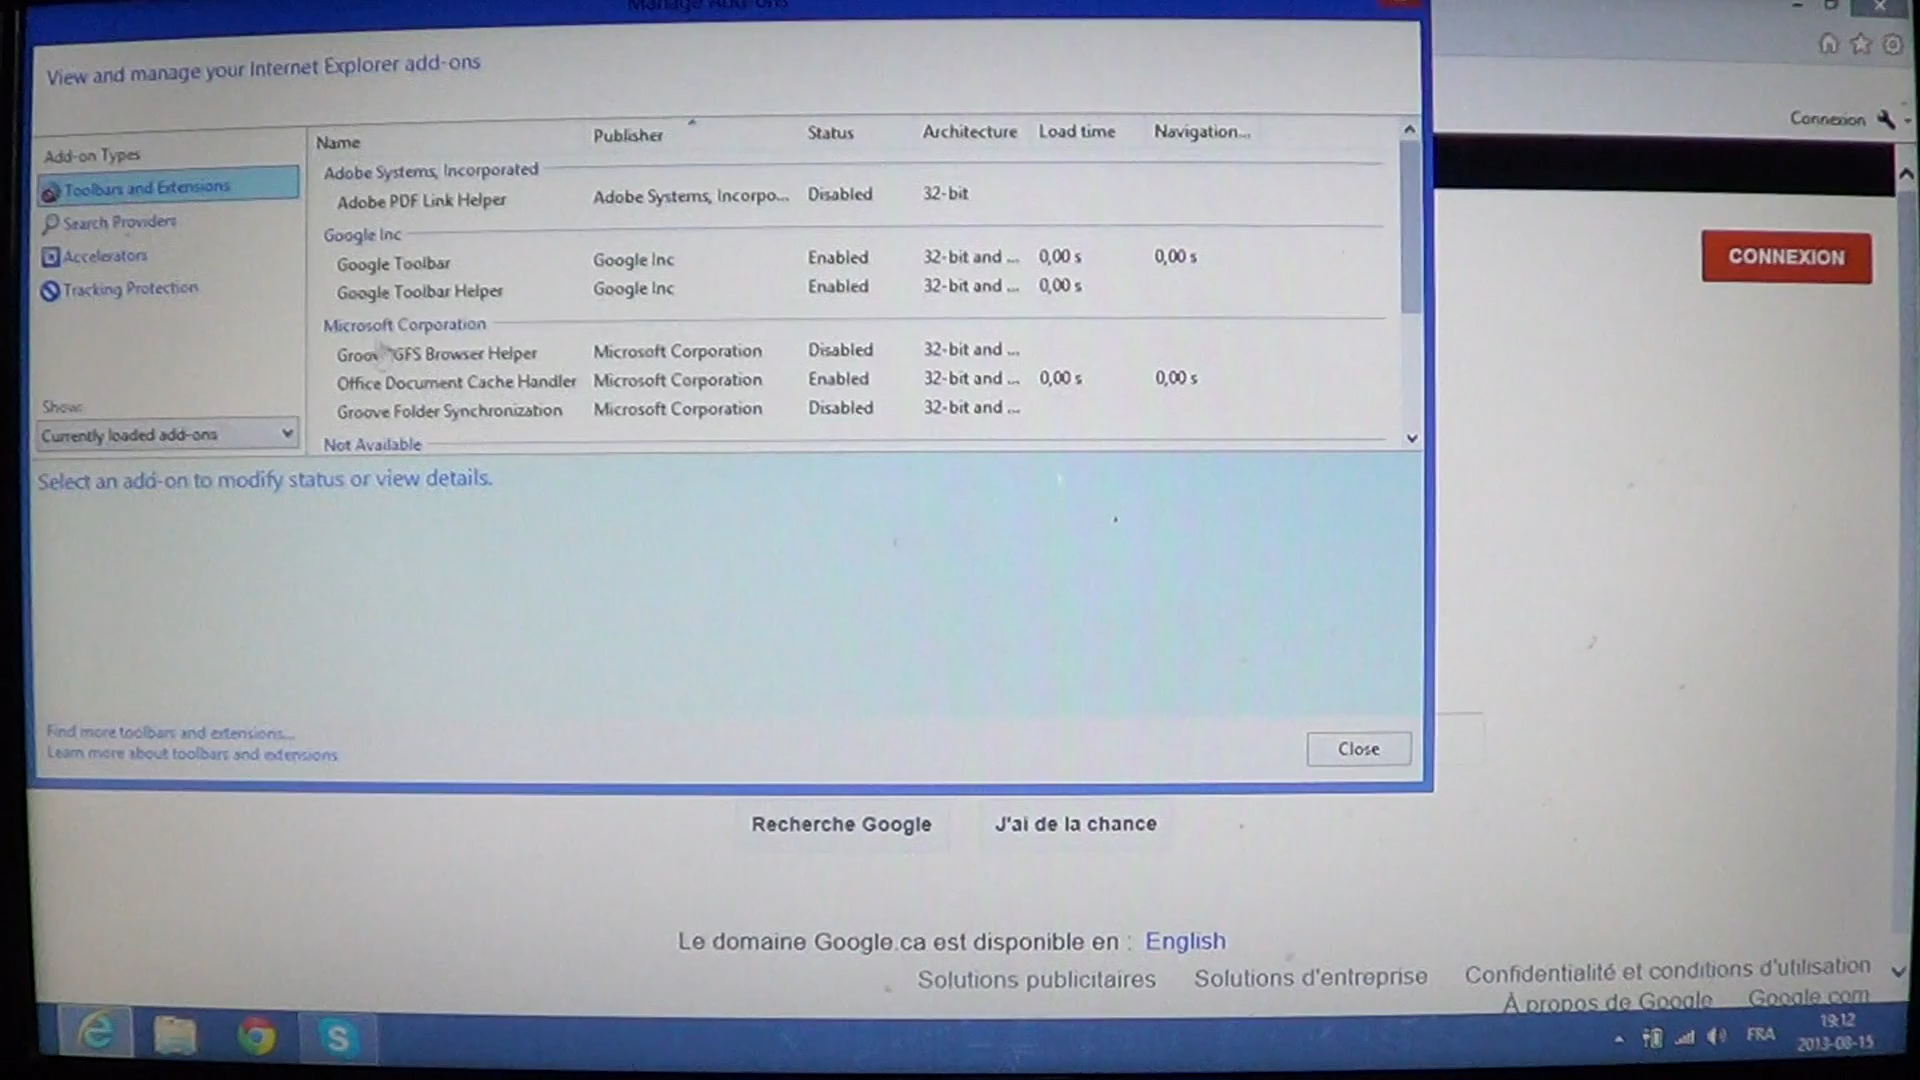 Manage Add-ons
View and manage your Internet Explorer add-ons
Add-on Types
Toolbars and Extensions
Search Providers
Accelerators
Tracking Protection
Show:
Currently loaded add-ons
Name Publisher Status Architecture Load time Navigation...
Adobe Systems, Incorporated
Adobe PDF Link Helper Adobe Systems, Incorpo... Disabled 32-bit
Google Inc
Google Toolbar Google Inc Enabled 32-bit and ... 0,00 s 0,00 s
Google Toolbar Helper Google Inc Enabled 32-bit and ... 0,00 s
Microsoft Corporation
Groove GFS Browser Helper Microsoft Corporation Disabled 32-bit and ...
Office Document Cache Handler Microsoft Corporation Enabled 32-bit and ... 0,00 s 0,00 s
Groove Folder Synchronization Microsoft Corporation Disabled 32-bit and ...
Not Available
Select an add-on to modify status or view details.
Find more toolbars and extensions...
Learn more about toolbars and extensions
Close
Connexion
CONNEXION
Recherche Google J'ai de la chance
Le domaine Google.ca est disponible en : English
Solutions publicitaires Solutions d'entreprise Confidentialité et conditions d'utilisation
À propos de Google Google.com
FRA
19:12
2013-08-15